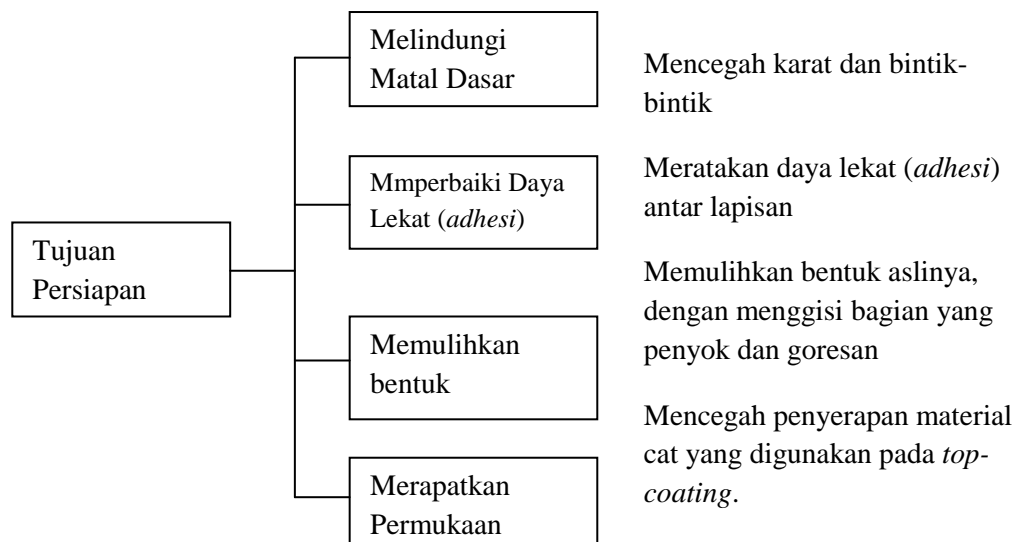 Melindungi
Matal Dasar
Mencegah karat dan bintik-
bintik
Mmperbaiki Daya
Lekat (adhesi)
Meratakan daya lekat (adhesi)
antar lapisan
Tujuan
Persiapan
Memulihkan
bentuk
Memulihkan bentuk aslinya,
dengan menggisi bagian yang
penyok dan goresan
Merapatkan
Permukaan
Mencegah penyerapan material
cat yang digunakan pada top-
coating.